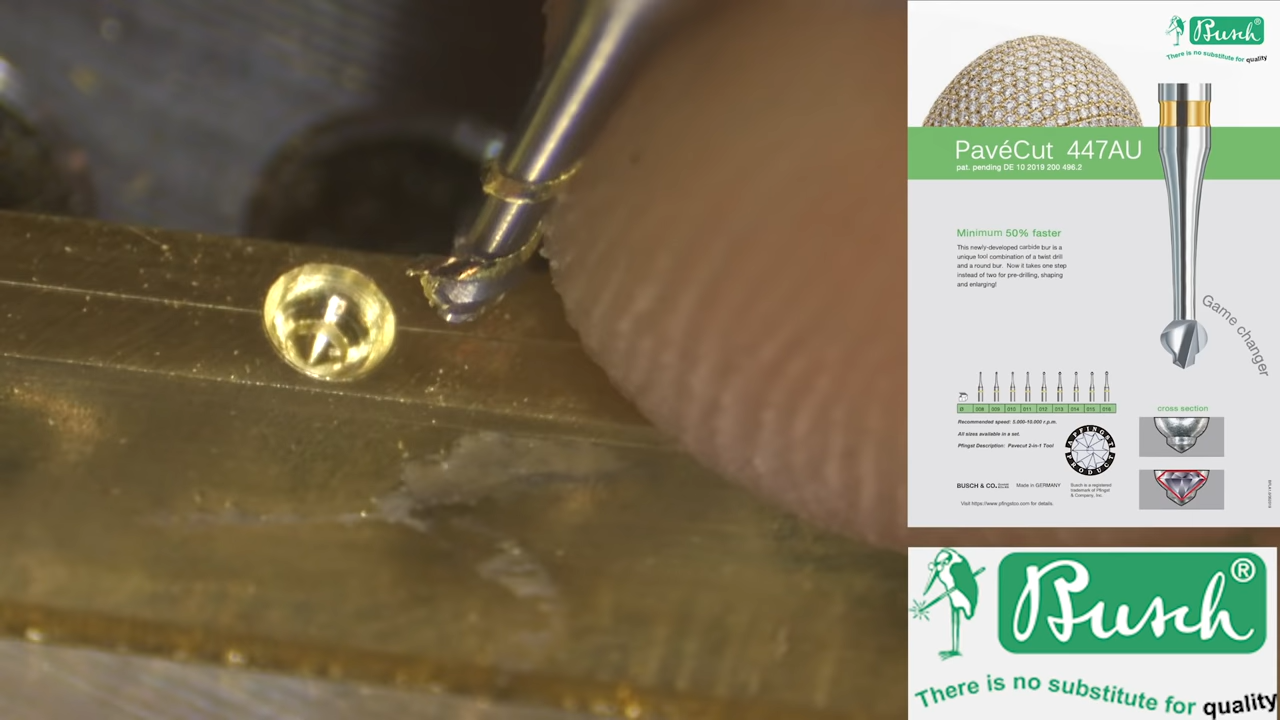 Busch®
There is no substitute for quality
PavéCut 447AU
pat. pending DE 10 2019 200 496.2
Minimum 50% faster
This newly-developed carbide bur is a
unique tool combination of a twist drill
and a round bur. Now it takes one step
instead of two for pre-drilling, shaping
and enlarging!
Game changer
Ø 008 009 010 011 012 013 014 015 016
cross section
Recommended speed: 5.000-10.000 r.p.m.
All sizes available in a set.
Pfingst Description: Pavecut 2-in-1 Tool
A PFINGST PRODUCT
BUSCH & CO. Made in GERMANY
Busch is a registered
trademark of Pfingst
& Company, Inc.
Visit https://www.pfingstco.com for details.
Busch®
There is no substitute for quality